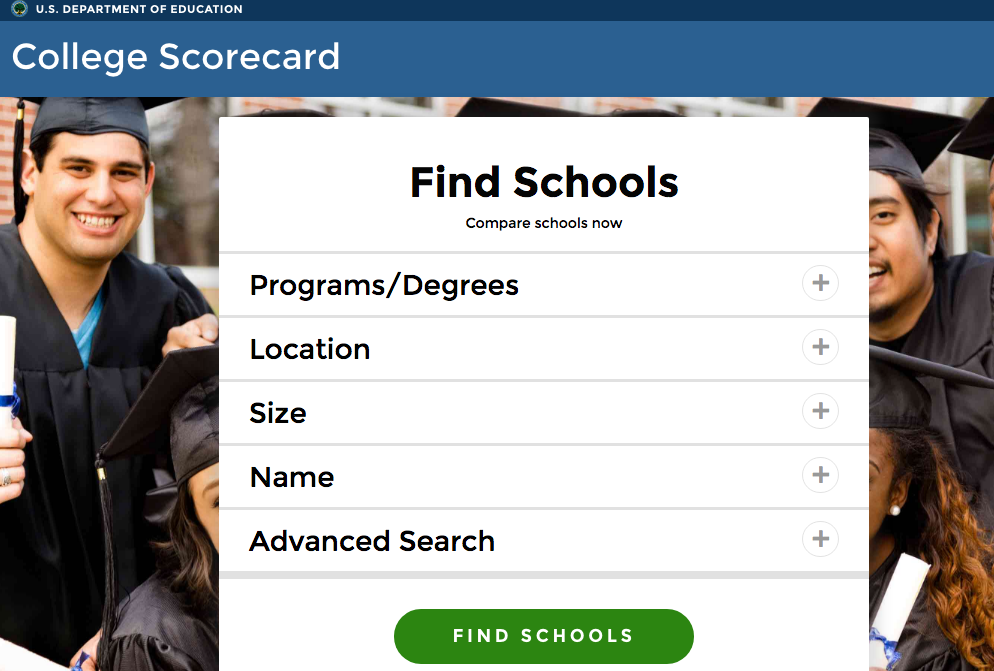 U.S. DEPARTMENT OF EDUCATION
College Scorecard
Find Schools
Compare schools now
Programs/Degrees
Location
Size
Name
Advanced Search
FIND SCHOOLS